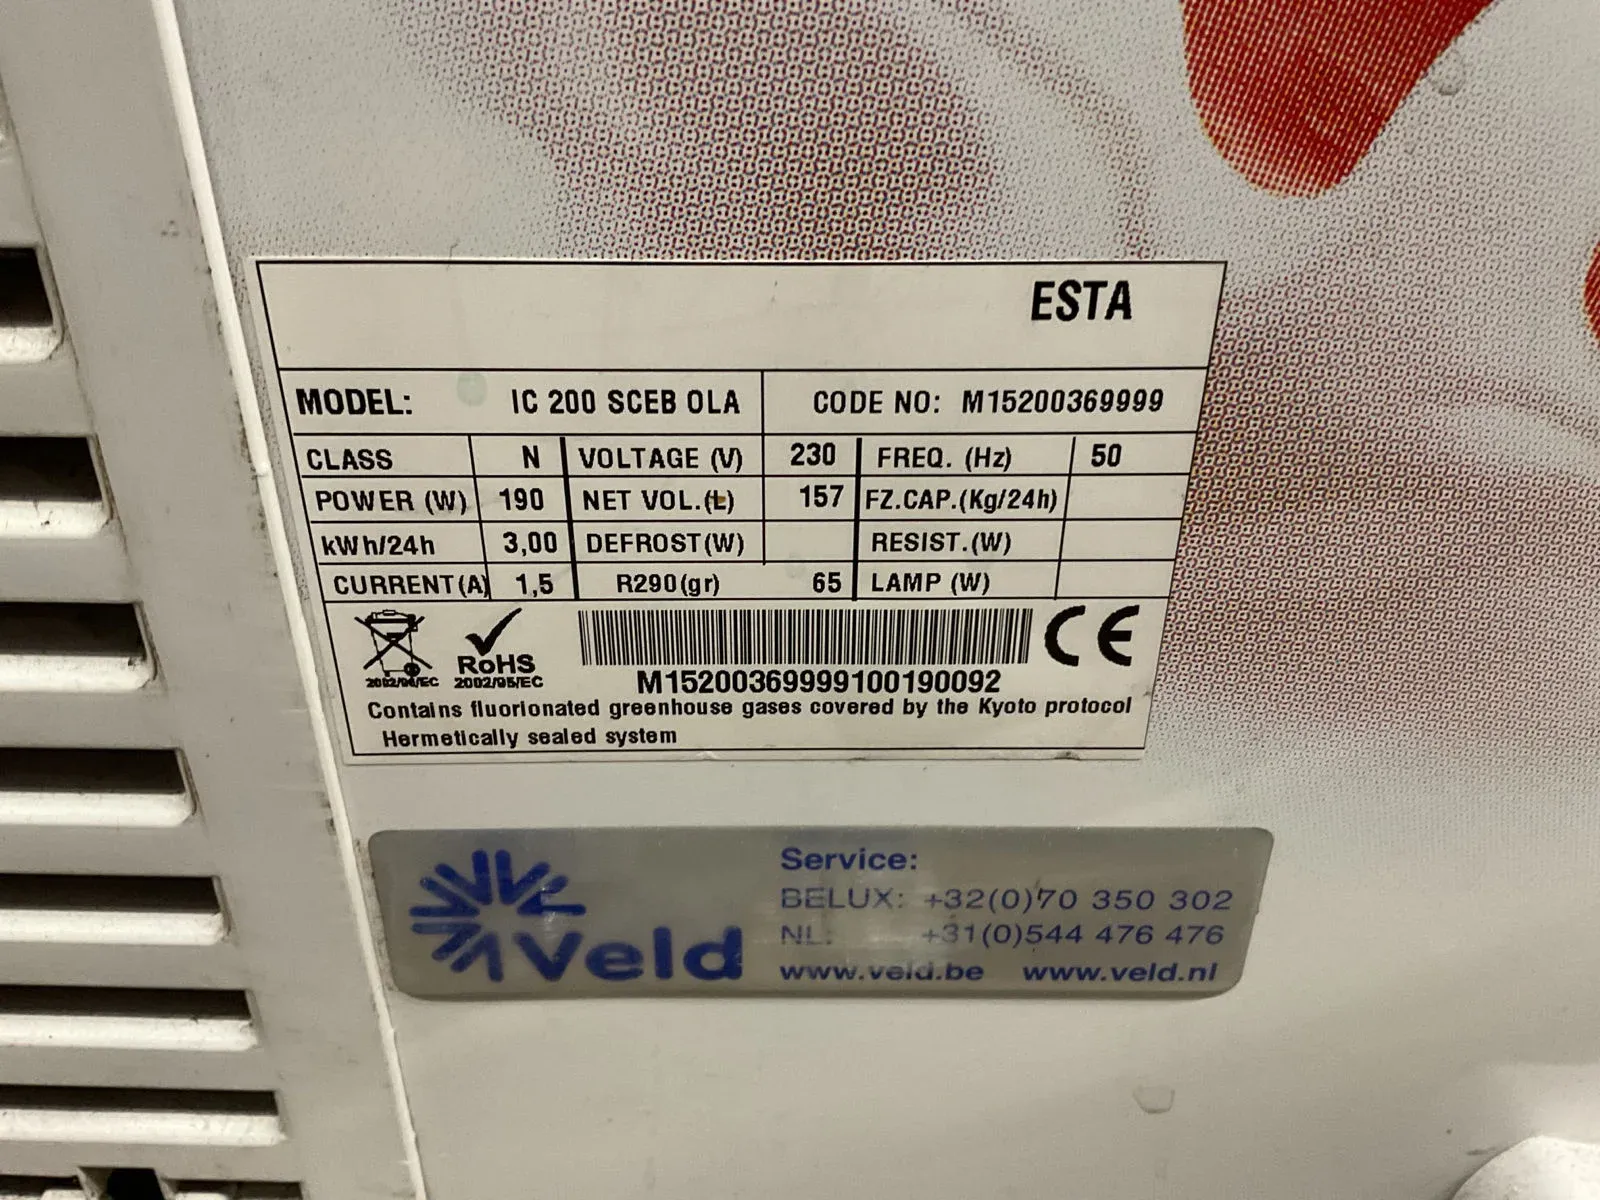 ESTA
MODEL: IC 200 SCEB OLA CODE NO: M15200369999
CLASS N VOLTAGE (V) 230 FREQ. (Hz) 50
POWER (W) 190 NET VOL.(L) 157 FZ.CAP.(Kg/24h)
kWh/24h 3,00 DEFROST(W) RESIST.(W)
CURRENT(A) 1,5 R290(gr) 65 LAMP (W)
RoHS CE
2002/96/EC 2002/95/EC
M15200369999100190092
Contains fluorionated greenhouse gases covered by the Kyoto protocol
Hermetically sealed system
Veld
Service:
BELUX: +32(0)70 350 302
NL: +31(0)544 476 476
www.veld.be www.veld.nl